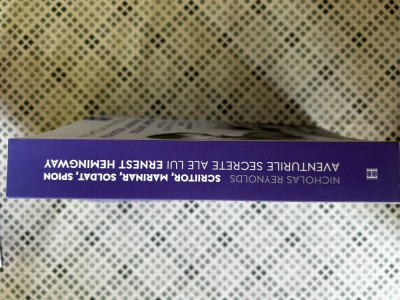 NICHOLAS REYNOLDS SCRIITOR, MARINAR, SOLDAT, SPION
AVENTURILE SECRETE ALE LUI ERNEST HEMINGWAY
H